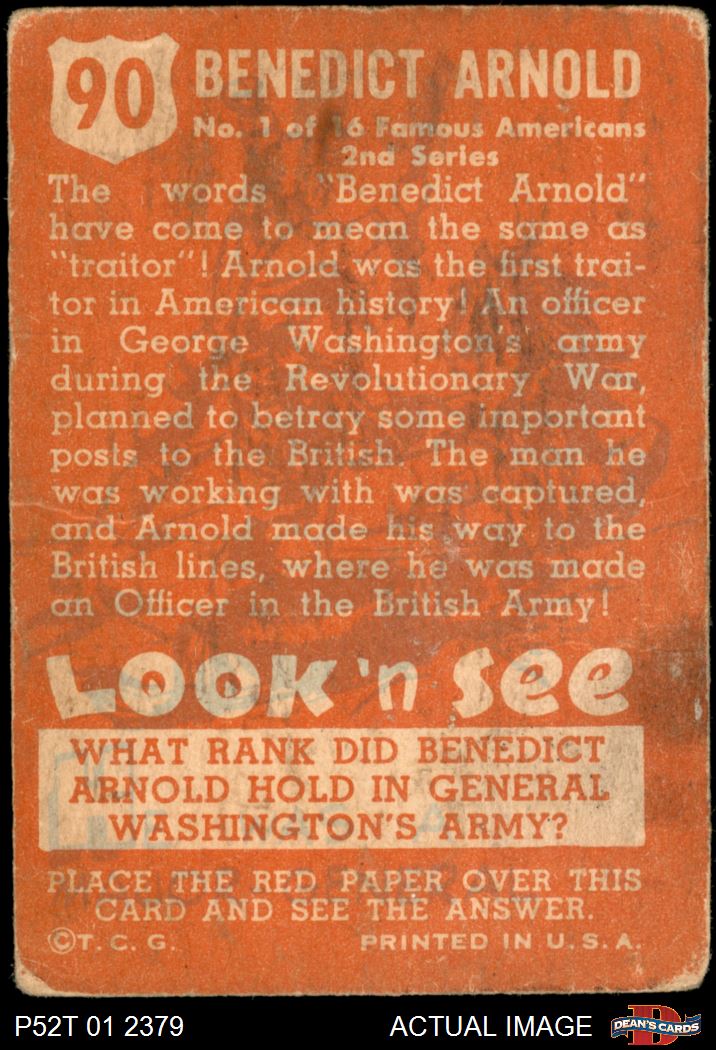 90
BENEDICT ARNOLD
No. 1 of 16 Famous Americans
2nd Series
The words "Benedict Arnold"
have come to mean the same as
"traitor"! Arnold was the first trai-
tor in American history! An officer
in George Washington's army
during the Revolutionary War,
planned to betray some important
posts to the British. The man he
was working with was captured,
and Arnold made his way to the
British lines, where he was made
an Officer in the British Army!
LOOK 'n SEE
WHAT RANK DID BENEDICT
ARNOLD HOLD IN GENERAL
WASHINGTON'S ARMY?
PLACE THE RED PAPER OVER THIS
CARD AND SEE THE ANSWER.
©T. C. G. PRINTED IN U. S. A.
P52T 01 2379 ACTUAL IMAGE DEAN'S CARDS